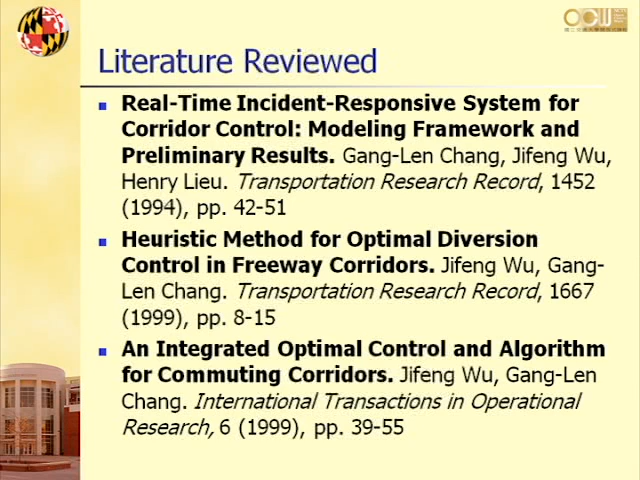 OCW
Literature Reviewed
Real-Time Incident-Responsive System for
Corridor Control: Modeling Framework and
Preliminary Results. Gang-Len Chang, Jifeng Wu,
Henry Lieu. Transportation Research Record, 1452
(1994), pp. 42-51
Heuristic Method for Optimal Diversion
Control in Freeway Corridors. Jifeng Wu, Gang-
Len Chang. Transportation Research Record, 1667
(1999), pp. 8-15
An Integrated Optimal Control and Algorithm
for Commuting Corridors. Jifeng Wu, Gang-Len
Chang. International Transactions in Operational
Research, 6 (1999), pp. 39-55